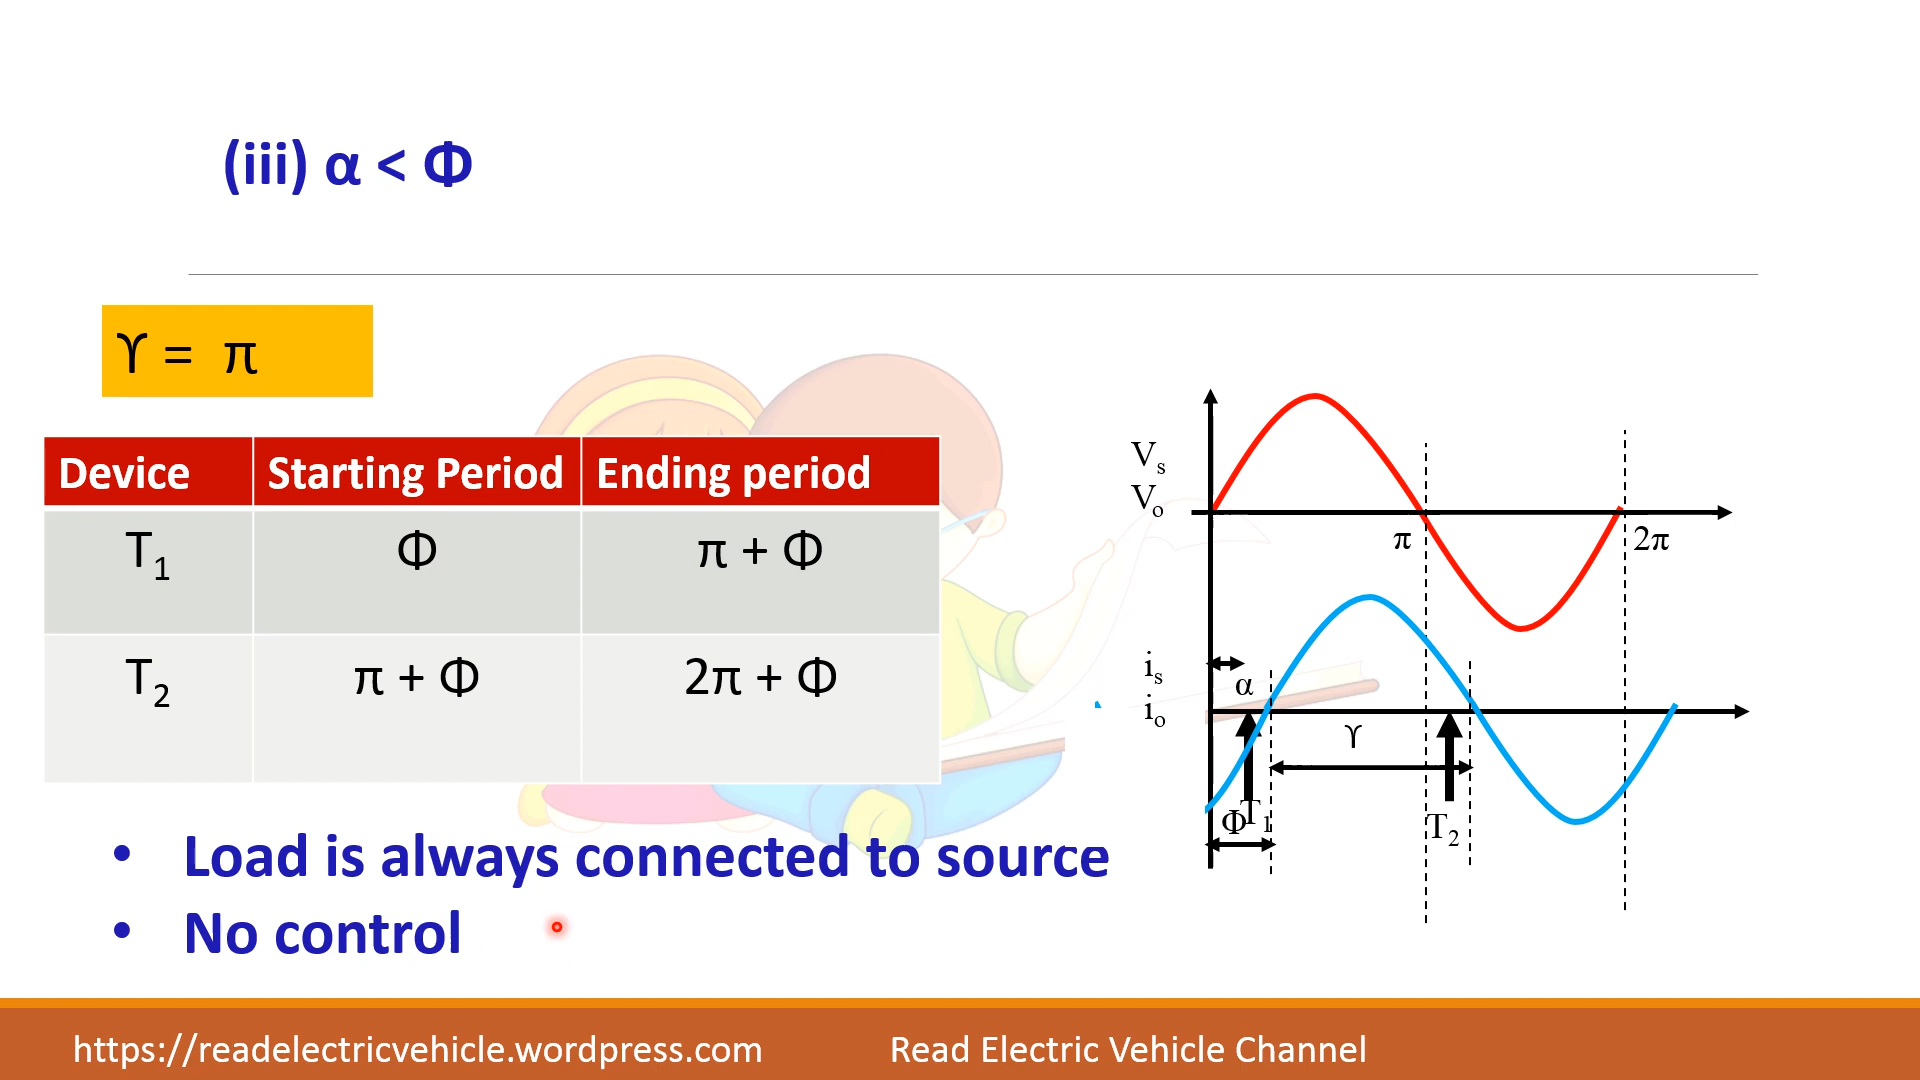 (iii) α < Φ
ϒ = π
Device Starting Period Ending period
T₁ Φ π + Φ
T₂ π + Φ 2π + Φ
• Load is always connected to source
• No control
Vₛ
Vₒ
π
2π
iₛ
α
iₒ
ϒ
Φ
T₁
T₂
https://readelectricvehicle.wordpress.com
Read Electric Vehicle Channel